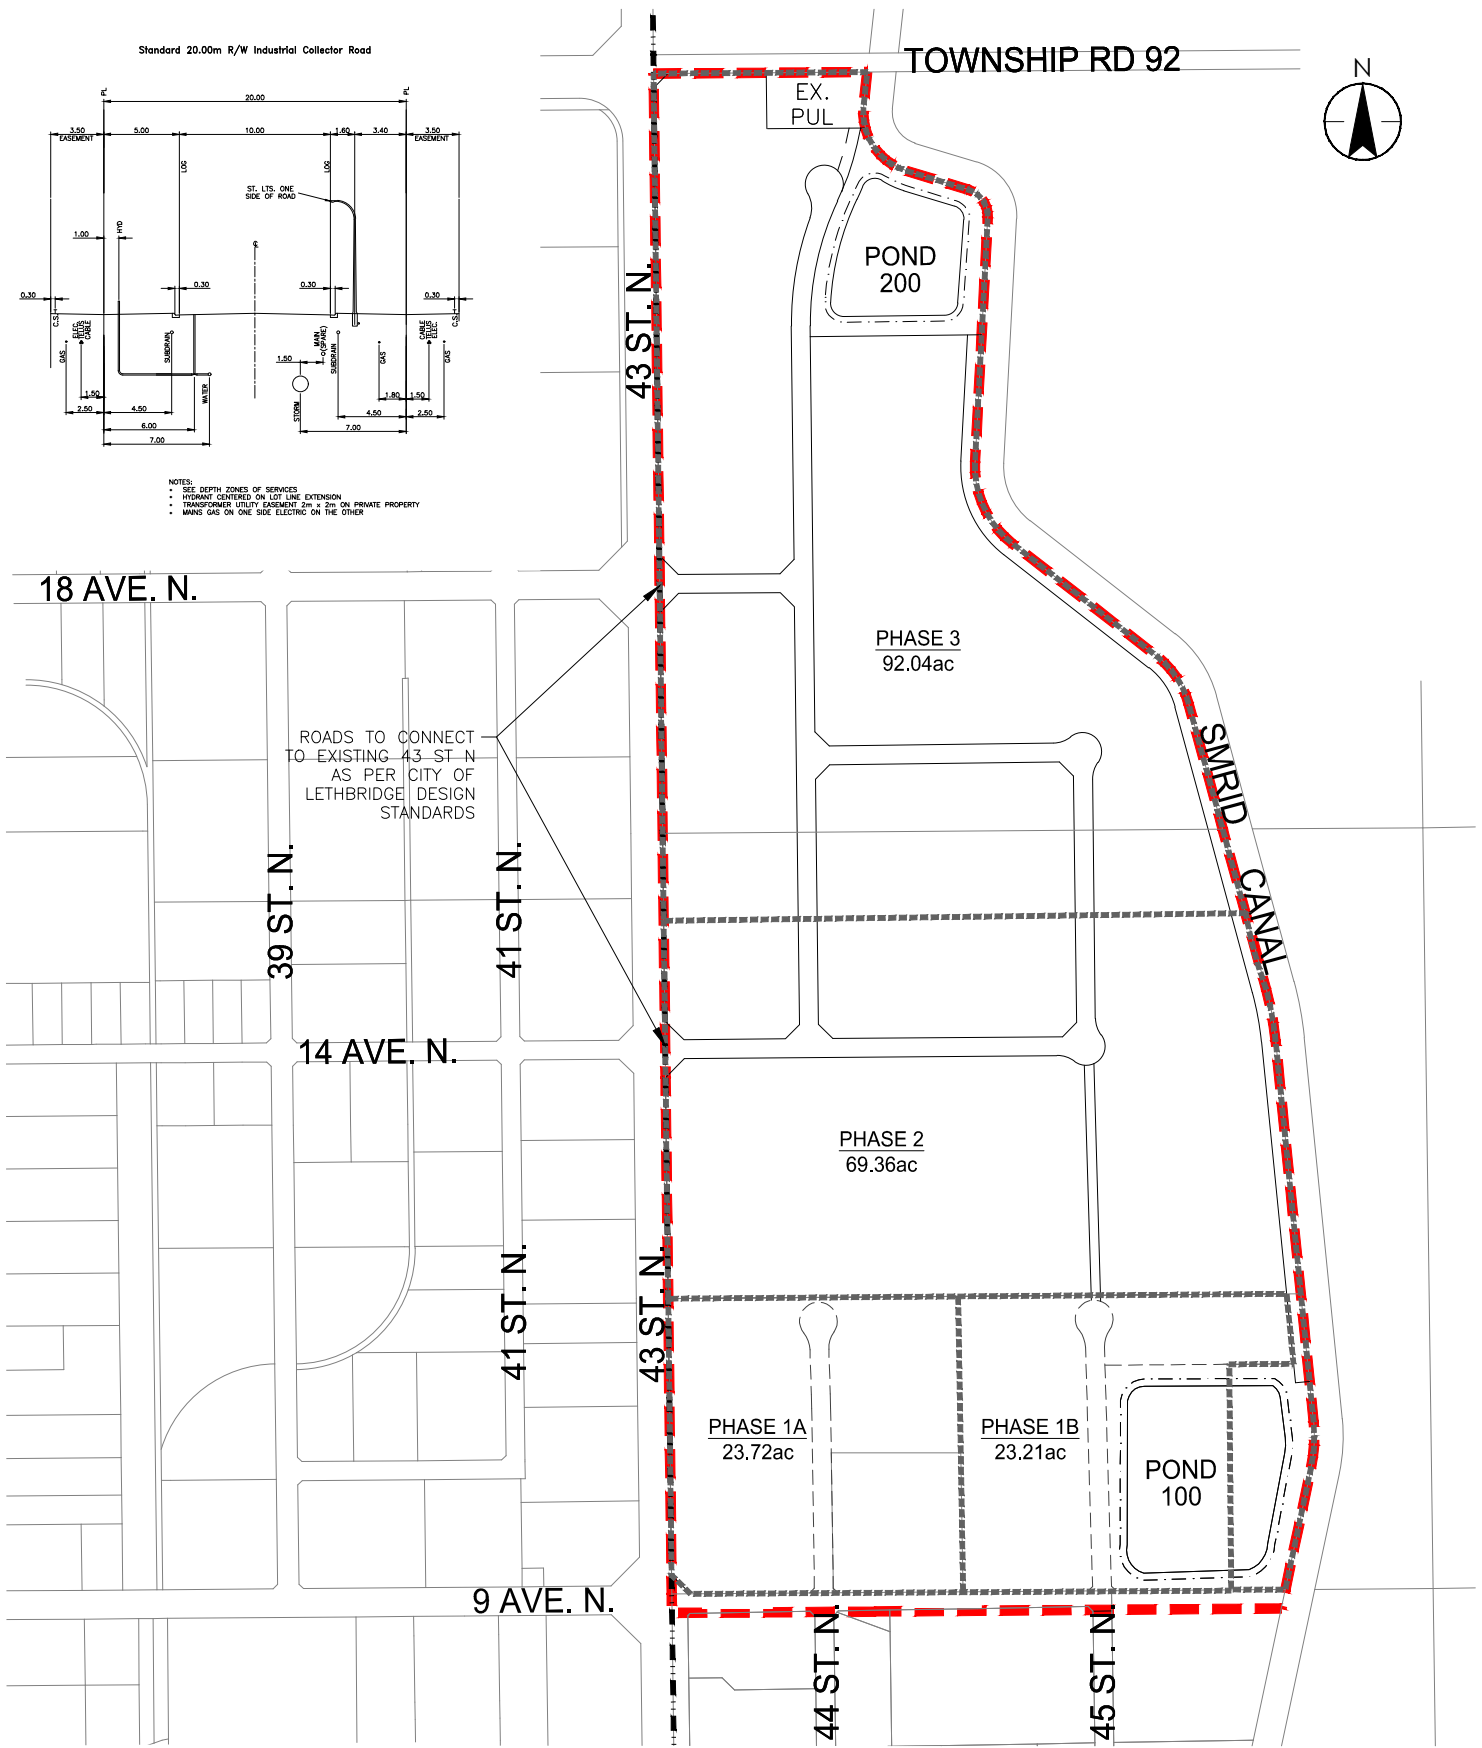 Standard 20.00m R/W Industrial Collector Road
PL
PL
20.00
3.50
EASEMENT
5.00
10.00
1.60
3.40
3.50
EASEMENT
LOG
LOG
ST. LTS. ONE
SIDE OF ROAD
1.00
HYD
℄
0.30
0.30
0.30
0.30
C.S.
GAS
ELEC.
TELUS
CABLE
SUBDRAIN
WATER
1.50
STORM
MAIN
(SPARE)
SUBDRAIN
GAS
CABLE
TELUS
ELEC.
GAS
C.S.
1.50
2.50
4.50
6.00
7.00
1.80
1.50
4.50
2.50
7.00
NOTES:
• SEE DEPTH ZONES OF SERVICES
• HYDRANT CENTERED ON LOT LINE EXTENSION
• TRANSFORMER UTILITY EASEMENT 2m x 2m ON PRIVATE PROPERTY
• MAINS GAS ON ONE SIDE ELECTRIC ON THE OTHER
TOWNSHIP RD 92
N
EX.
PUL
POND
200
43 ST. N.
18 AVE. N.
PHASE 3
92.04ac
ROADS TO CONNECT
TO EXISTING 43 ST N
AS PER CITY OF
LETHBRIDGE DESIGN
STANDARDS
SMRID CANAL
39 ST. N.
41 ST. N.
14 AVE. N.
PHASE 2
69.36ac
41 ST. N.
43 ST. N.
PHASE 1A
23.72ac
PHASE 1B
23.21ac
POND
100
9 AVE. N.
44 ST. N.
45 ST. N.